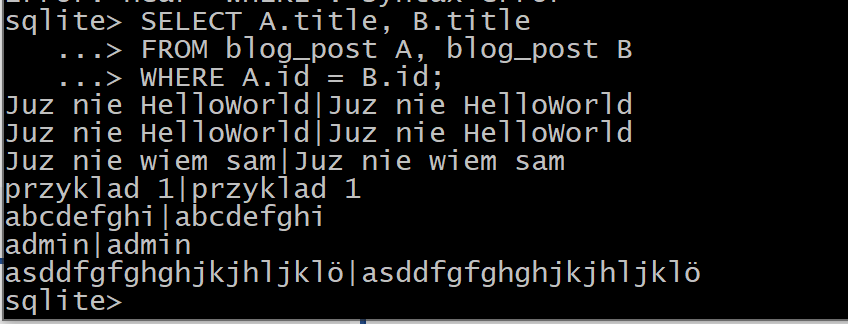 sqlite> SELECT A.title, B.title
...> FROM blog_post A, blog_post B
...> WHERE A.id = B.id;
Juz nie HelloWorld|Juz nie HelloWorld
Juz nie HelloWorld|Juz nie HelloWorld
Juz nie wiem sam|Juz nie wiem sam
przyklad 1|przyklad 1
abcdefghi|abcdefghi
admin|admin
asddfgfghghjkjhljklö|asddfgfghghjkjhljklö
sqlite>